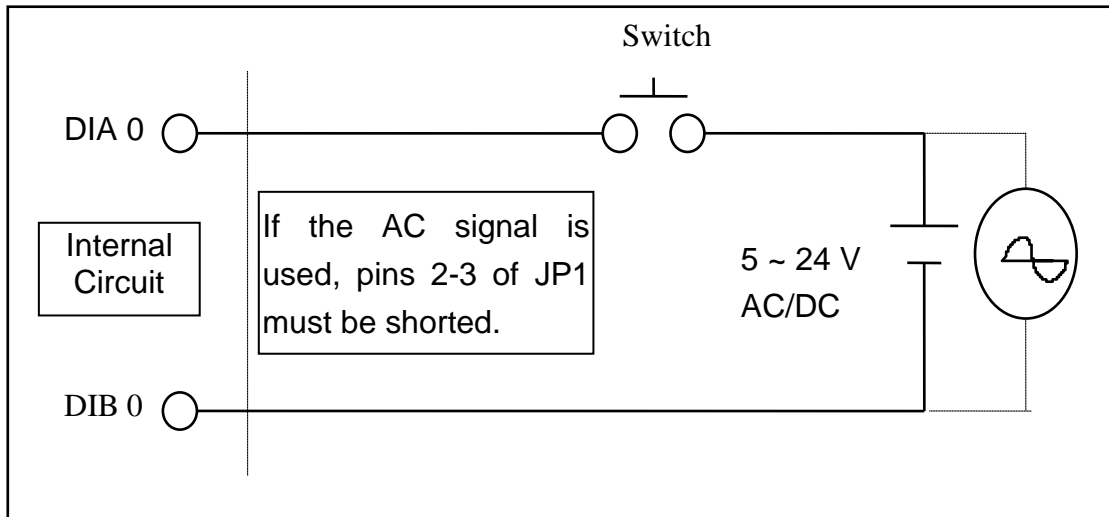 Switch
DIA 0
If the AC signal is
used, pins 2-3 of JP1
must be shorted.
Internal
Circuit
5 ~ 24 V
AC/DC
DIB 0